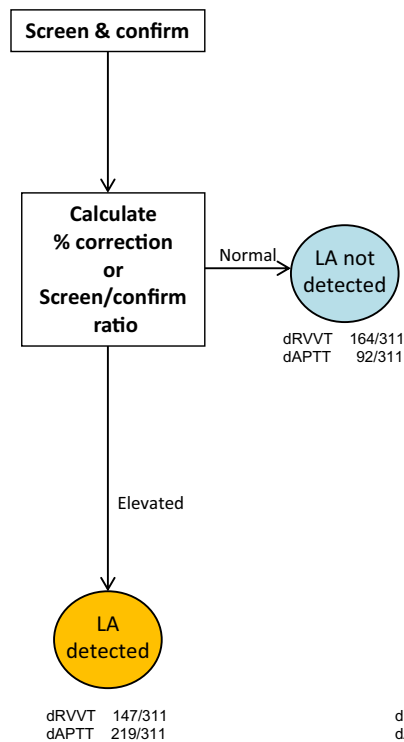 Screen & confirm
Calculate
% correction
or
Screen/confirm
ratio
Normal
LA not
detected
dRVVT 164/311
dAPTT 92/311
Elevated
LA
detected
dRVVT 147/311
dAPTT 219/311
d
d